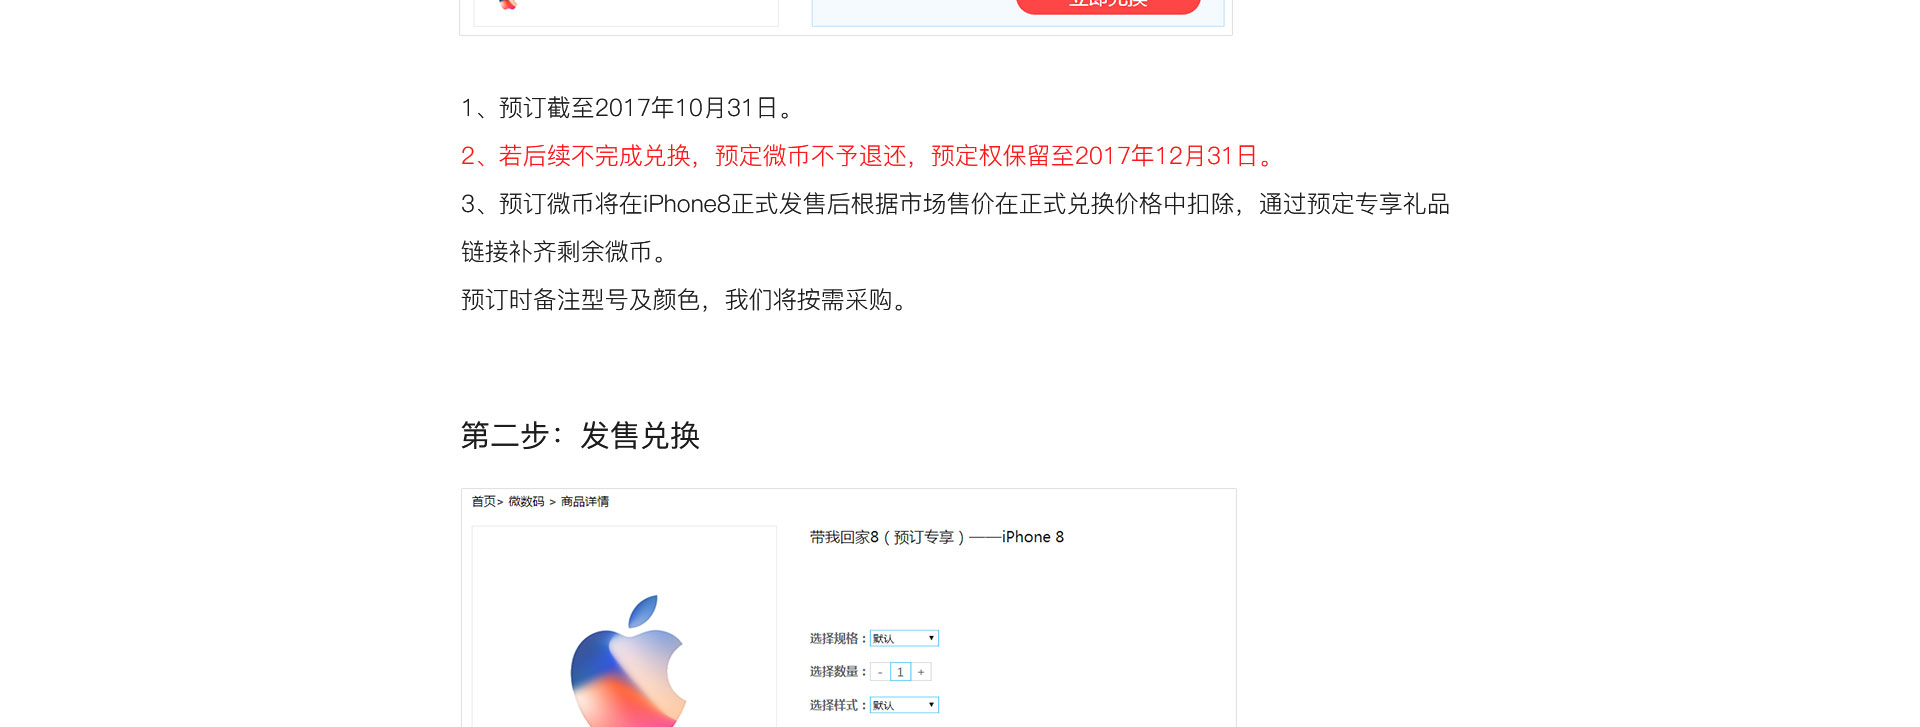 立即兑换
1、预订截至2017年10月31日。
2、若后续不完成兑换，预定微币不予退还，预定权保留至2017年12月31日。
3、预订微币将在iPhone8正式发售后根据市场售价在正式兑换价格中扣除，通过预定专享礼品
链接补齐剩余微币。
预订时备注型号及颜色，我们将按需采购。
第二步：发售兑换
首页> 微数码 > 商品详情
带我回家8（预订专享）——iPhone 8
选择规格：默认
选择数量：- 1 +
选择样式：默认